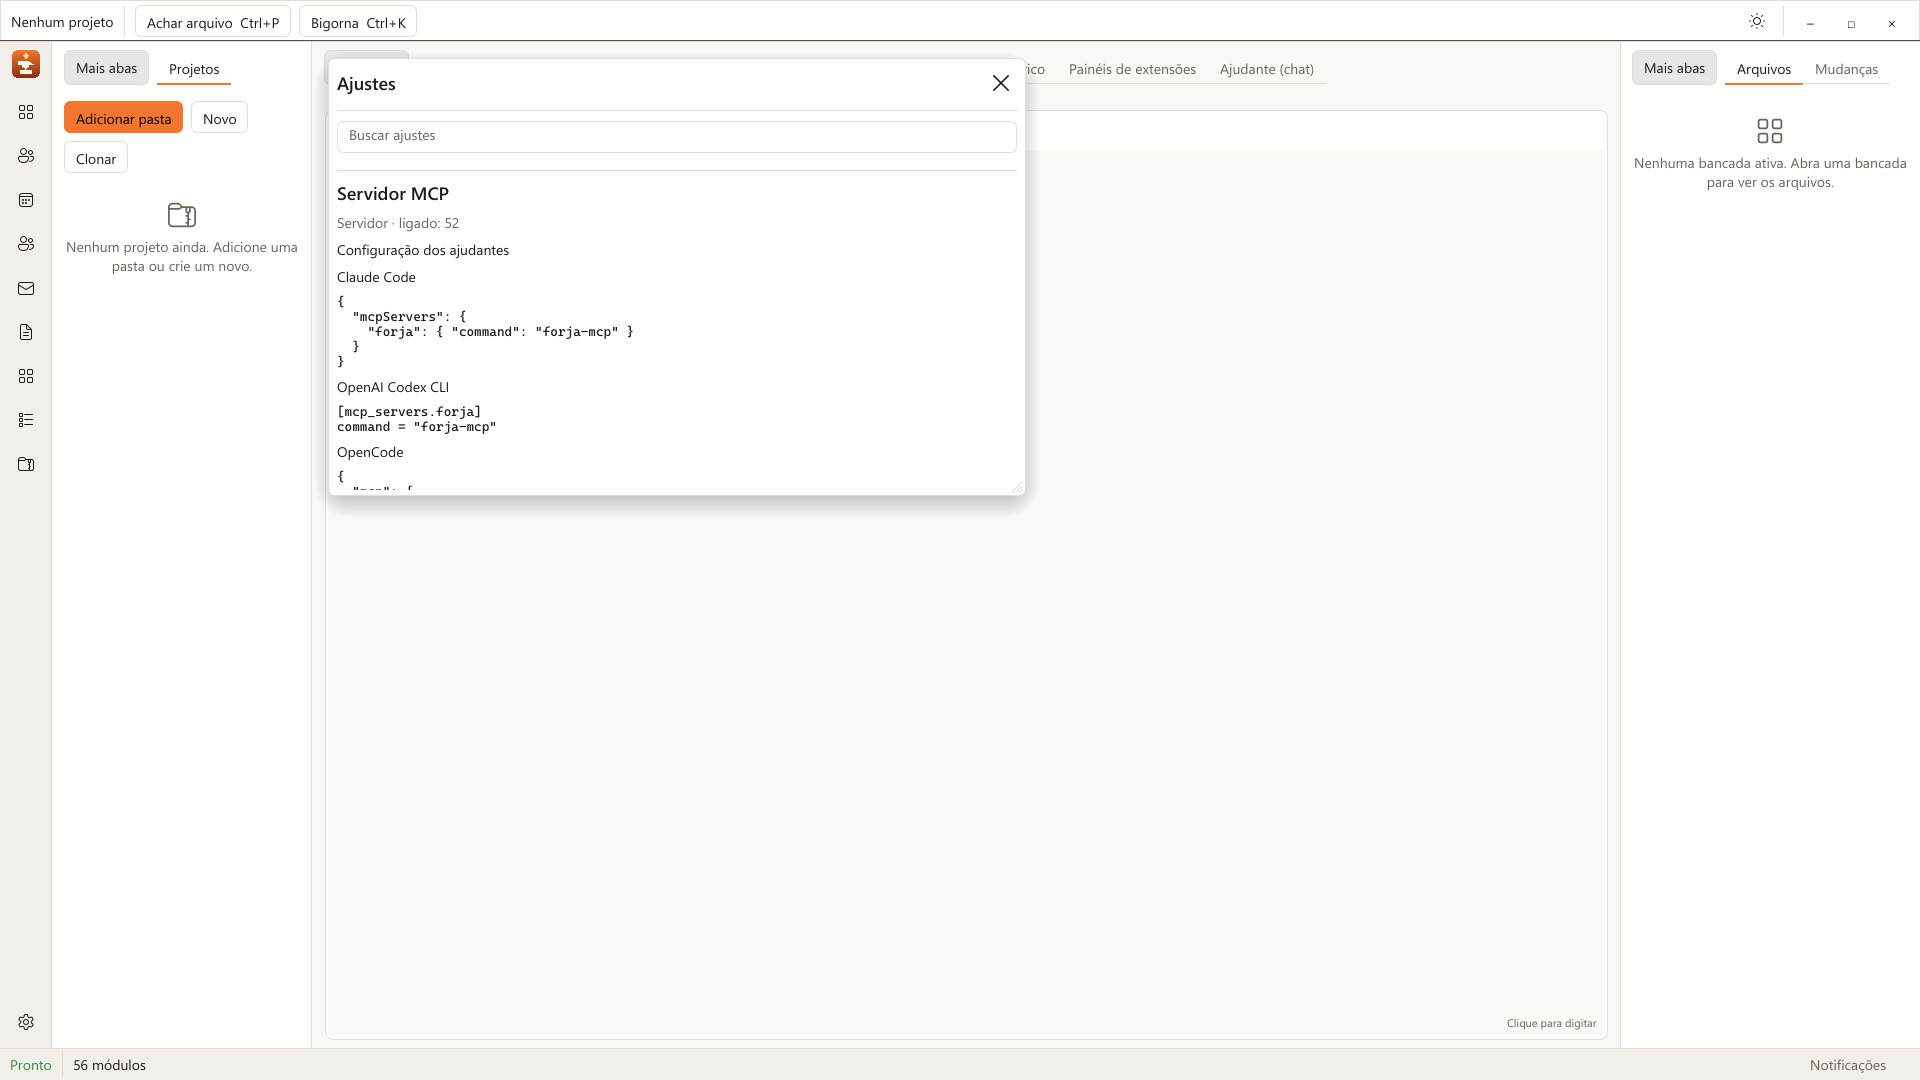 Nenhum projeto
Achar arquivo Ctrl+P
Bigorna Ctrl+K
Mais abas
Projetos
Adicionar pasta
Novo
Clonar
Nenhum projeto ainda. Adicione uma
pasta ou crie um novo.
Ajustes
Buscar ajustes
Servidor MCP
Servidor · ligado: 52
Configuração dos ajudantes
Claude Code
{
  "mcpServers": {
    "forja": { "command": "forja-mcp" }
  }
}
OpenAI Codex CLI
[mcp_servers.forja]
command = "forja-mcp"
OpenCode
{
Painéis de extensões
Ajudante (chat)
Clique para digitar
Mais abas
Arquivos
Mudanças
Nenhuma bancada ativa. Abra uma bancada
para ver os arquivos.
Pronto
56 módulos
Notificações